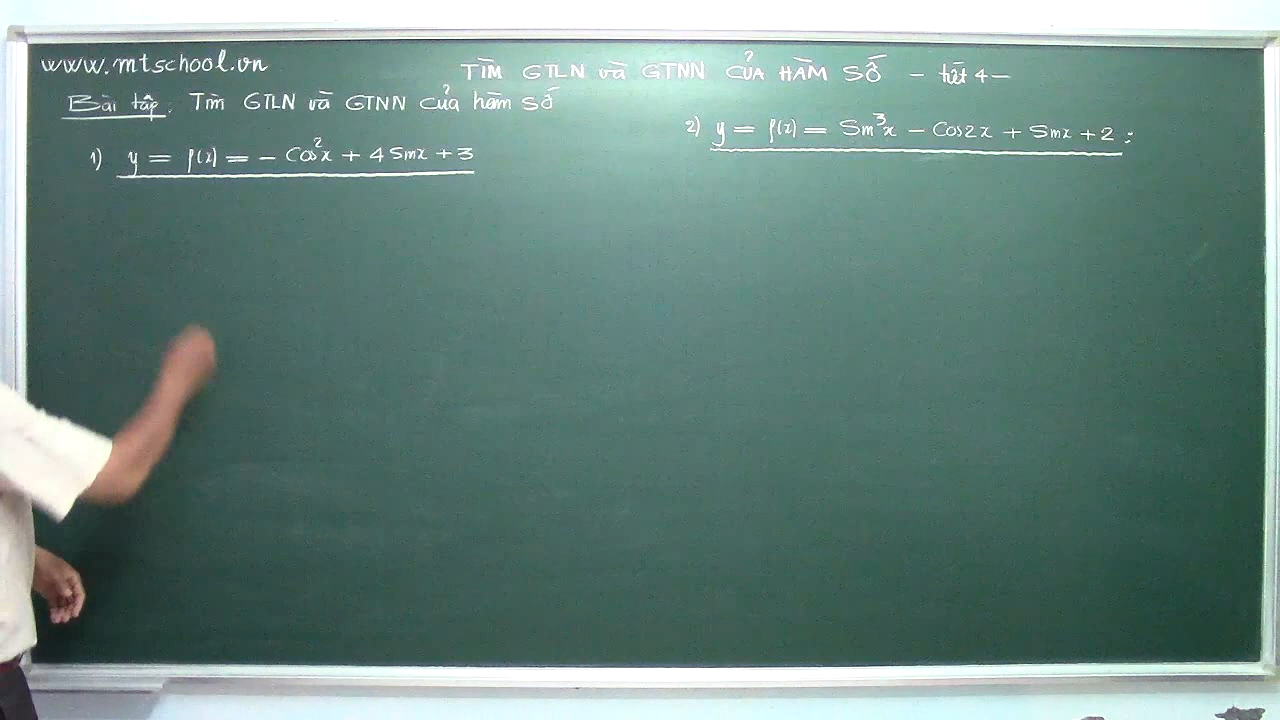 www.mtschool.vn
TÌM GTLN và GTNN CỦA HÀM SỐ - tiết 4 -
Bài tập: Tìm GTLN và GTNN của hàm số
1) y = f(x) = - Cos²x + 4 Sinx + 3
2) y = f(x) = Sin³x - Cos2x + Sinx + 2 :